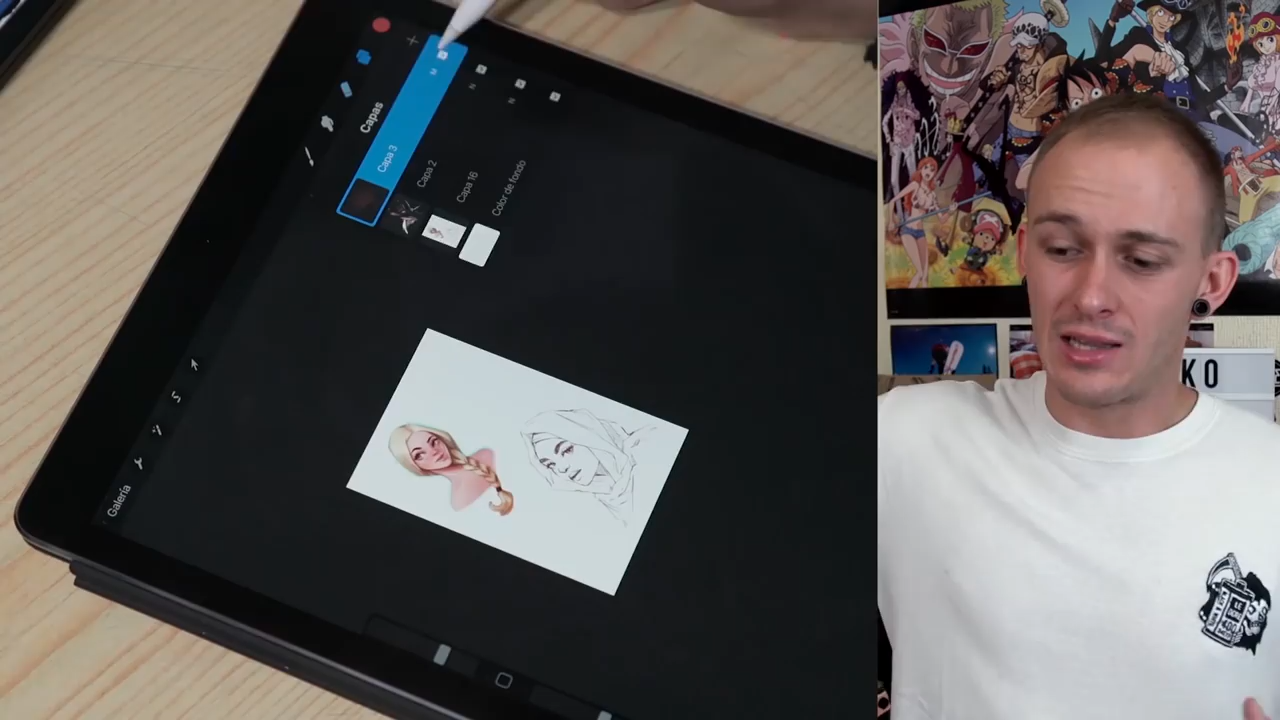 Galería
Capas
Capa 3
M
Capa 2
N
Capa 16
N
Color de fondo
KO